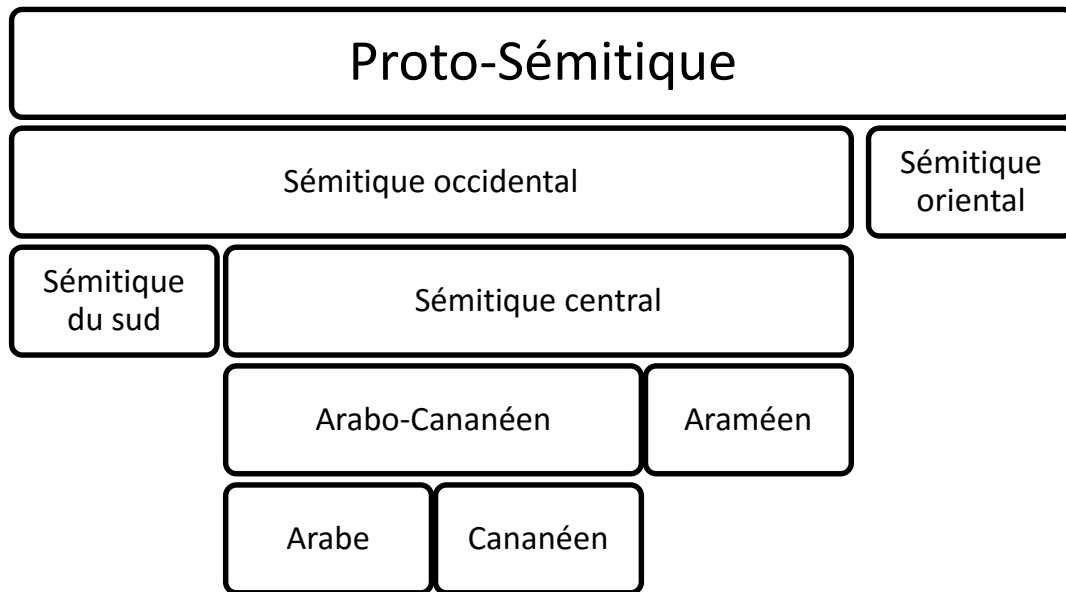 Proto-Sémitique
Sémitique occidental
Sémitique
oriental
Sémitique
du sud
Sémitique central
Arabo-Cananéen
Araméen
Arabe
Cananéen